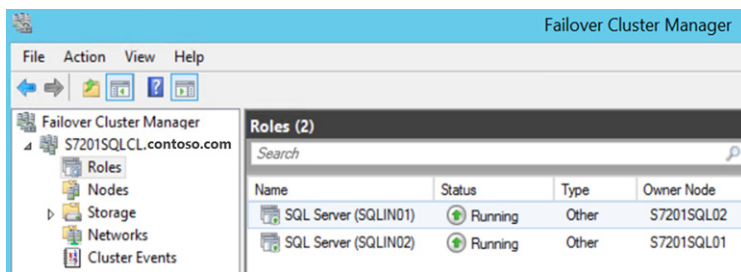 Failover Cluster Manager
File Action View Help
Failover Cluster Manager
S7201SQLCL.contoso.com
Roles
Nodes
Storage
Networks
Cluster Events
Roles (2)
Search
Name Status Type Owner Node
SQL Server (SQLIN01) Running Other S7201SQL02
SQL Server (SQLIN02) Running Other S7201SQL01